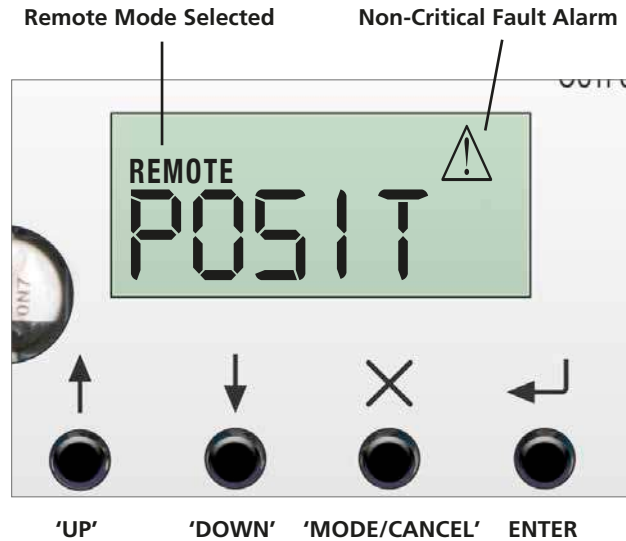 Remote Mode Selected
Non-Critical Fault Alarm
REMOTE
POSIT
'UP'
'DOWN'
'MODE/CANCEL'
ENTER